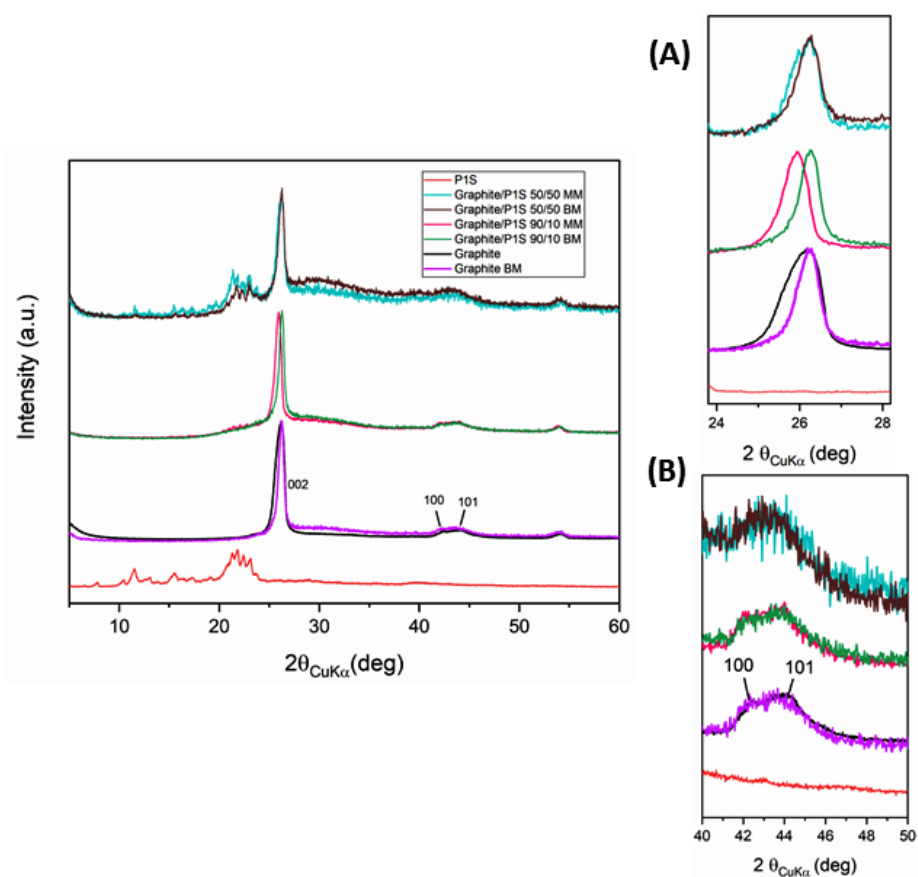 (A)
24 26 28
2 θCuKα (deg)
Intensity (a.u.)
P1S
Graphite/P1S 50/50 MM
Graphite/P1S 50/50 BM
Graphite/P1S 90/10 MM
Graphite/P1S 90/10 BM
Graphite
Graphite BM
002
100
101
10 20 30 40 50 60
2θCuKα(deg)
(B)
100 101
40 42 44 46 48 50
2 θCuKα (deg)